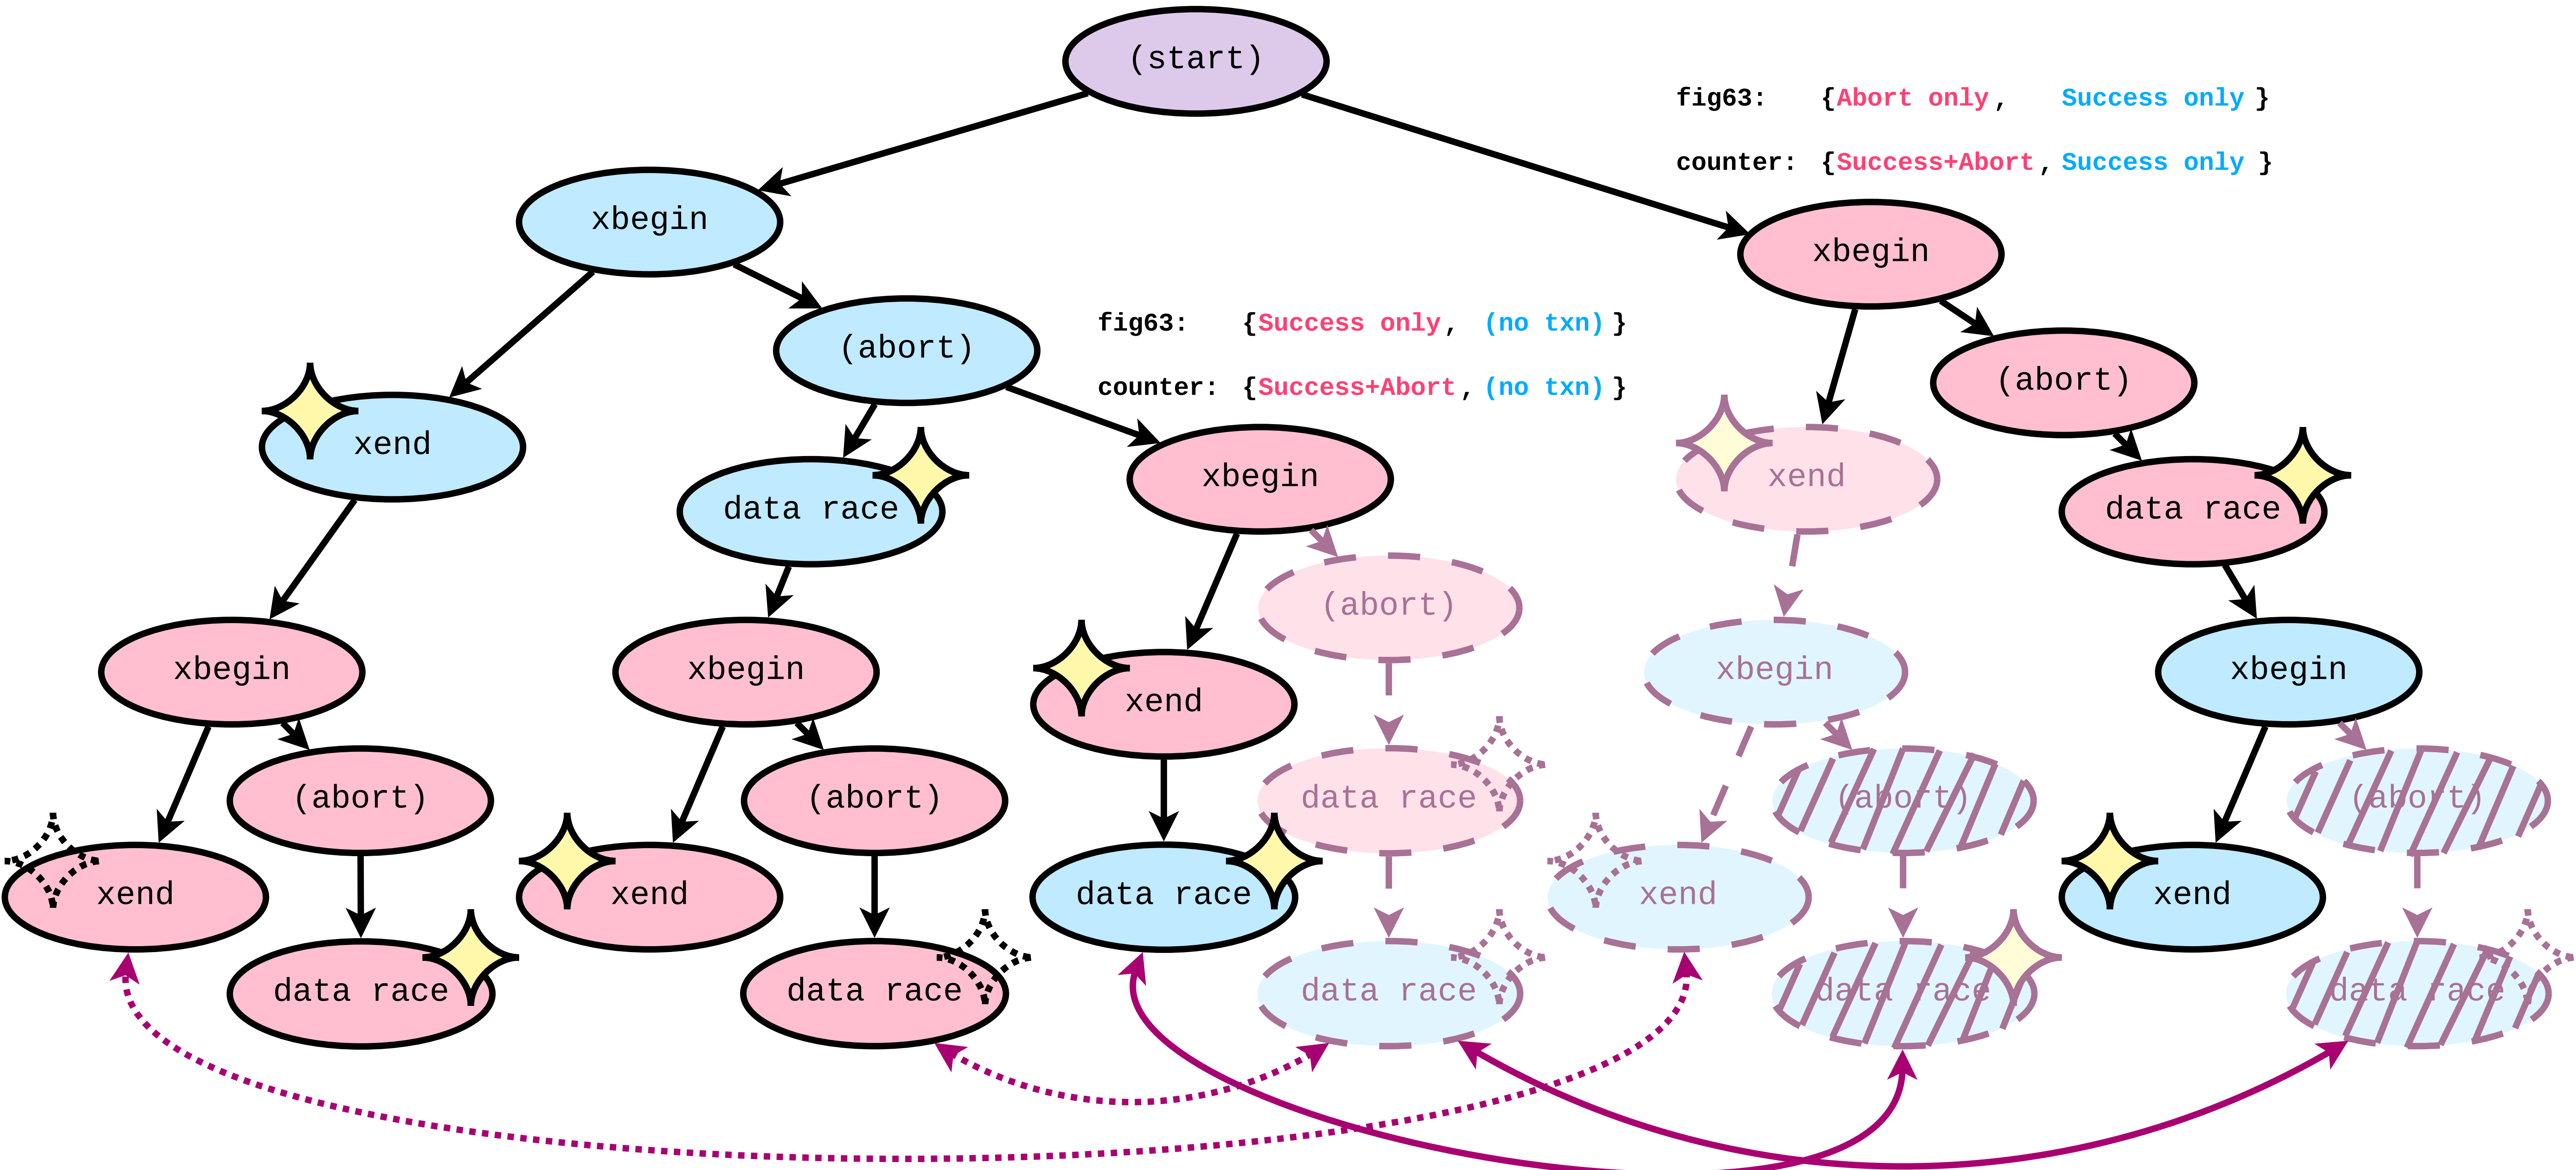 (start)
fig63: {Abort only, Success only }
counter: {Success+Abort, Success only }
xbegin
xbegin
fig63: {Success only, (no txn) }
(abort)
(abort)
counter: {Success+Abort, (no txn) }
xend
xbegin
xend
data race
data race
(abort)
xbegin
xbegin
xend
xbegin
xbegin
(abort)
(abort)
data race
(abort)
(abort)
xend
xend
data race
xend
xend
data race
data race
data race
data race
data race